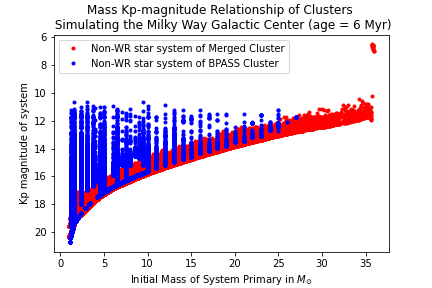 Mass Kp-magnitude Relationship of Clusters
Simulating the Milky Way Galactic Center (age = 6 Myr)
Non-WR star system of Merged Cluster
Non-WR star system of BPASS Cluster
Kp magnitude of system
6
8
10
12
14
16
18
20
0
5
10
15
20
25
30
35
Initial Mass of System Primary in M⊙